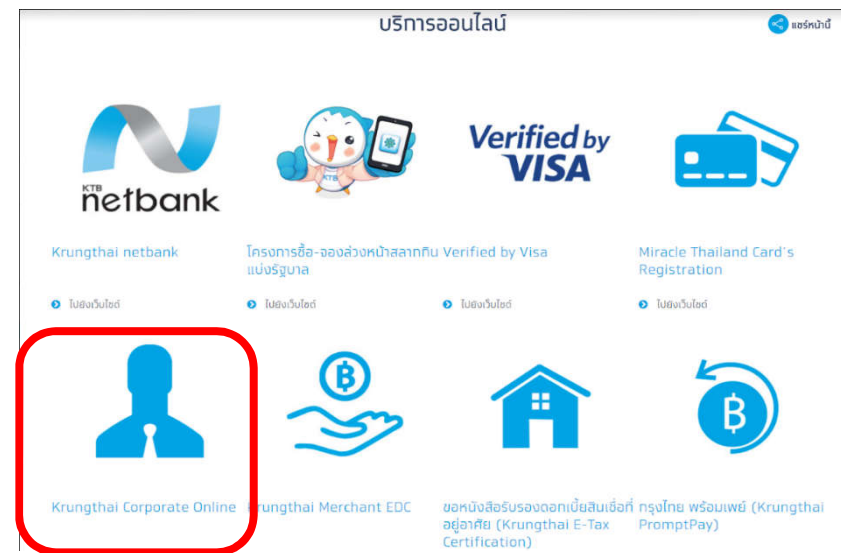 บริการออนไลน์
แชร์หน้านี้
KTB
netbank
KTB
Verified by
VISA
Krungthai netbank
โครงการซื้อ-จองล่วงหน้าสลากกิน
แบ่งรัฐบาล
Verified by Visa
Miracle Thailand Card's
Registration
ไปยังเว็บไซต์
ไปยังเว็บไซต์
ไปยังเว็บไซต์
ไปยังเว็บไซต์
฿
฿
Krungthai Corporate Online
Krungthai Merchant EDC
ขอหนังสือรับรองดอกเบี้ยสินเชื่อที่
อยู่อาศัย (Krungthai E-Tax
Certification)
กรุงไทย พร้อมเพย์ (Krungthai
PromptPay)